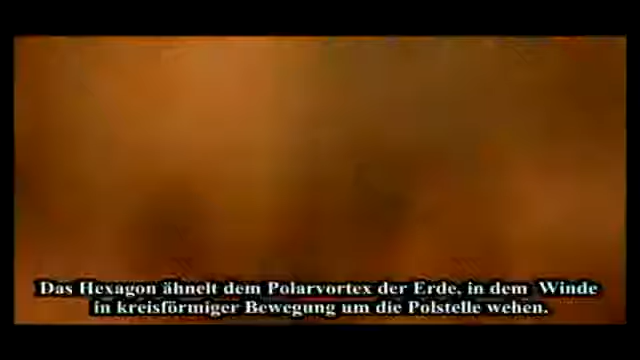 Das Hexagon ähnelt dem Polarvortex der Erde, in dem Winde
in kreisförmiger Bewegung um die Polstelle wehen.